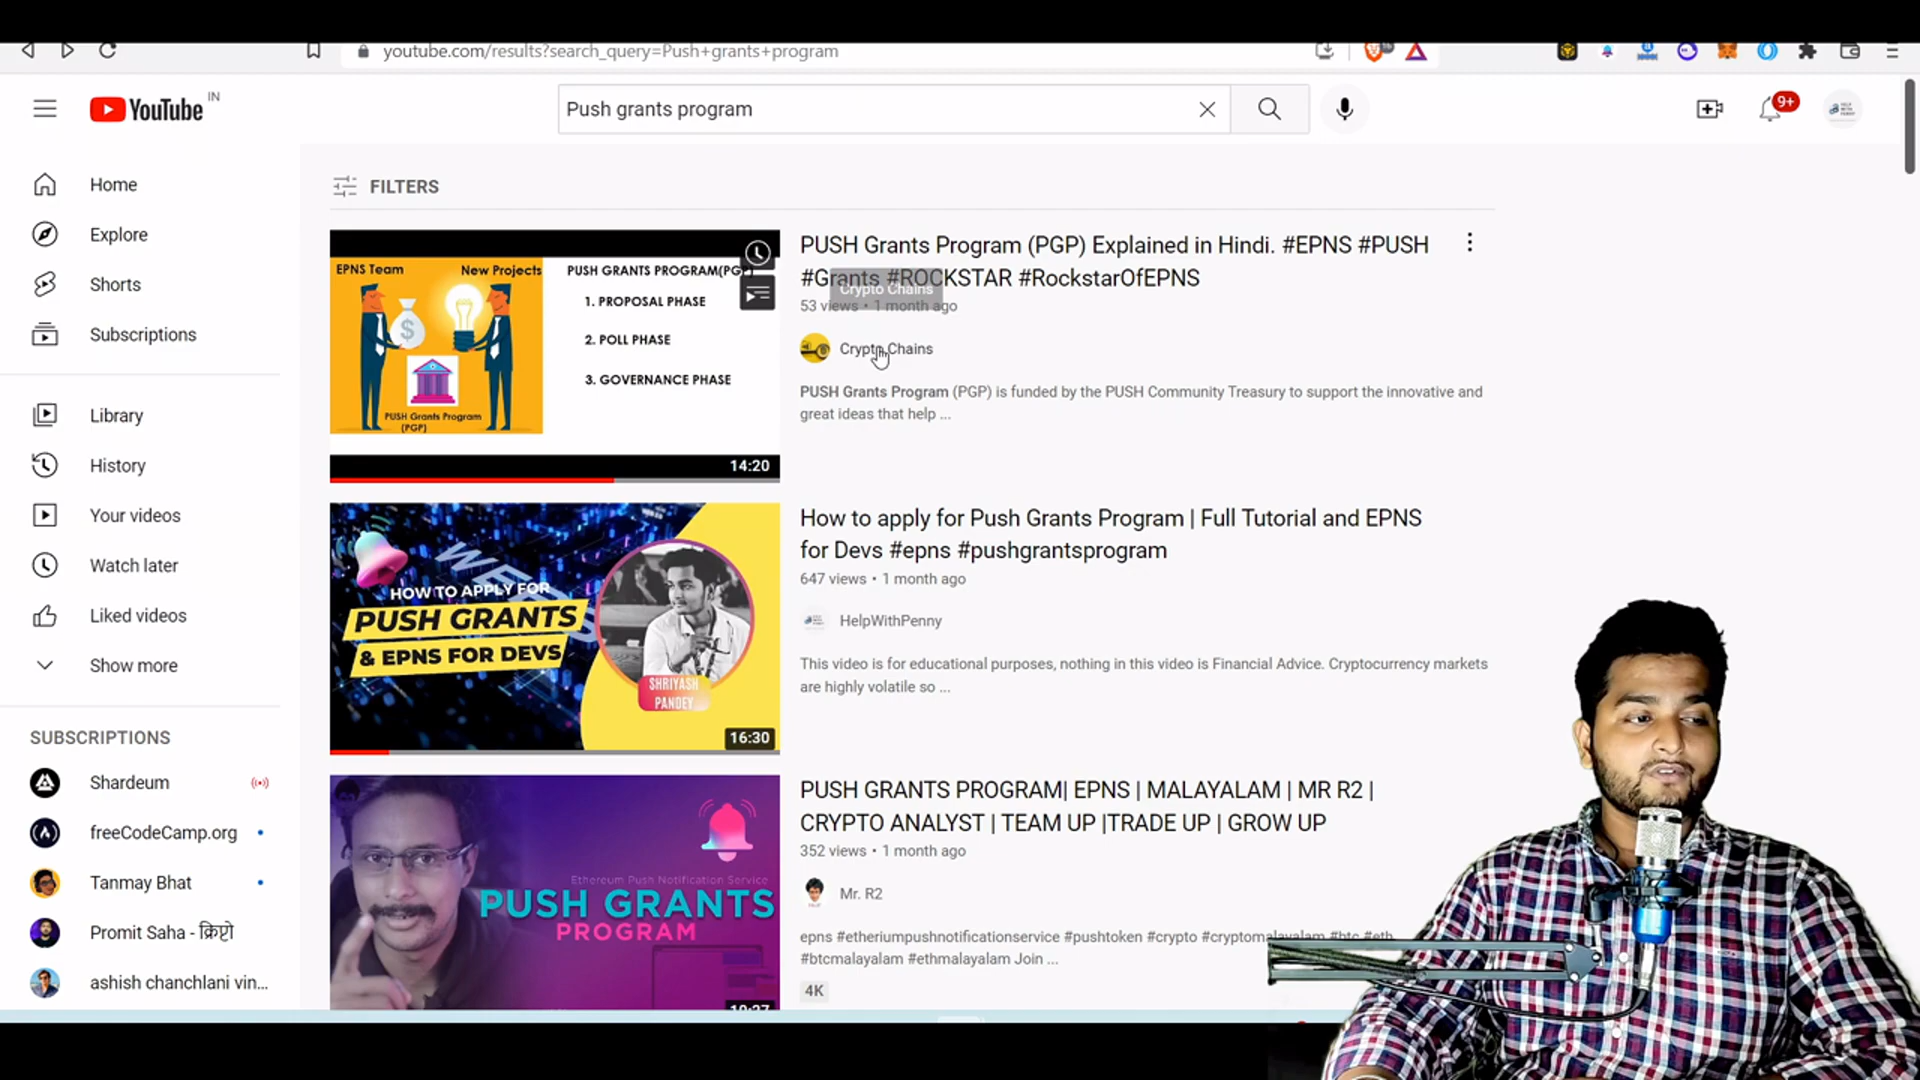 youtube.com/results?search_query=Push+grants+program
YouTube IN
Push grants program
9+
Home
Explore
Shorts
Subscriptions
Library
History
Your videos
Watch later
Liked videos
Show more
SUBSCRIPTIONS
Shardeum
freeCodeCamp.org
Tanmay Bhat
Promit Saha - क्रिप्टो
ashish chanchlani vin...
FILTERS
EPNS Team
New Projects
PUSH Grants Program
(PGP)
PUSH GRANTS PROGRAM(PG
1. PROPOSAL PHASE
2. POLL PHASE
3. GOVERNANCE PHASE
14:20
PUSH Grants Program (PGP) Explained in Hindi. #EPNS #PUSH
#Grants #ROCKSTAR #RockstarOfEPNS
Crypto Chains
53 views • 1 month ago
Crypto Chains
PUSH Grants Program (PGP) is funded by the PUSH Community Treasury to support the innovative and
great ideas that help ...
HOW TO APPLY FOR
PUSH GRANTS
& EPNS FOR DEVS
SHRIYASH
PANDEY
16:30
How to apply for Push Grants Program | Full Tutorial and EPNS
for Devs #epns #pushgrantsprogram
647 views • 1 month ago
HelpWithPenny
This video is for educational purposes, nothing in this video is Financial Advice. Cryptocurrency markets
are highly volatile so ...
Ethereum Push Notification Service
PUSH GRANTS
PROGRAM
PUSH GRANTS PROGRAM| EPNS | MALAYALAM | MR R2 |
CRYPTO ANALYST | TEAM UP |TRADE UP | GROW UP
352 views • 1 month ago
Mr. R2
epns #etheriumpushnotificationservice #pushtoken #crypto #cryptomalayalam #btc #eth
#btcmalayalam #ethmalayalam Join ...
4K